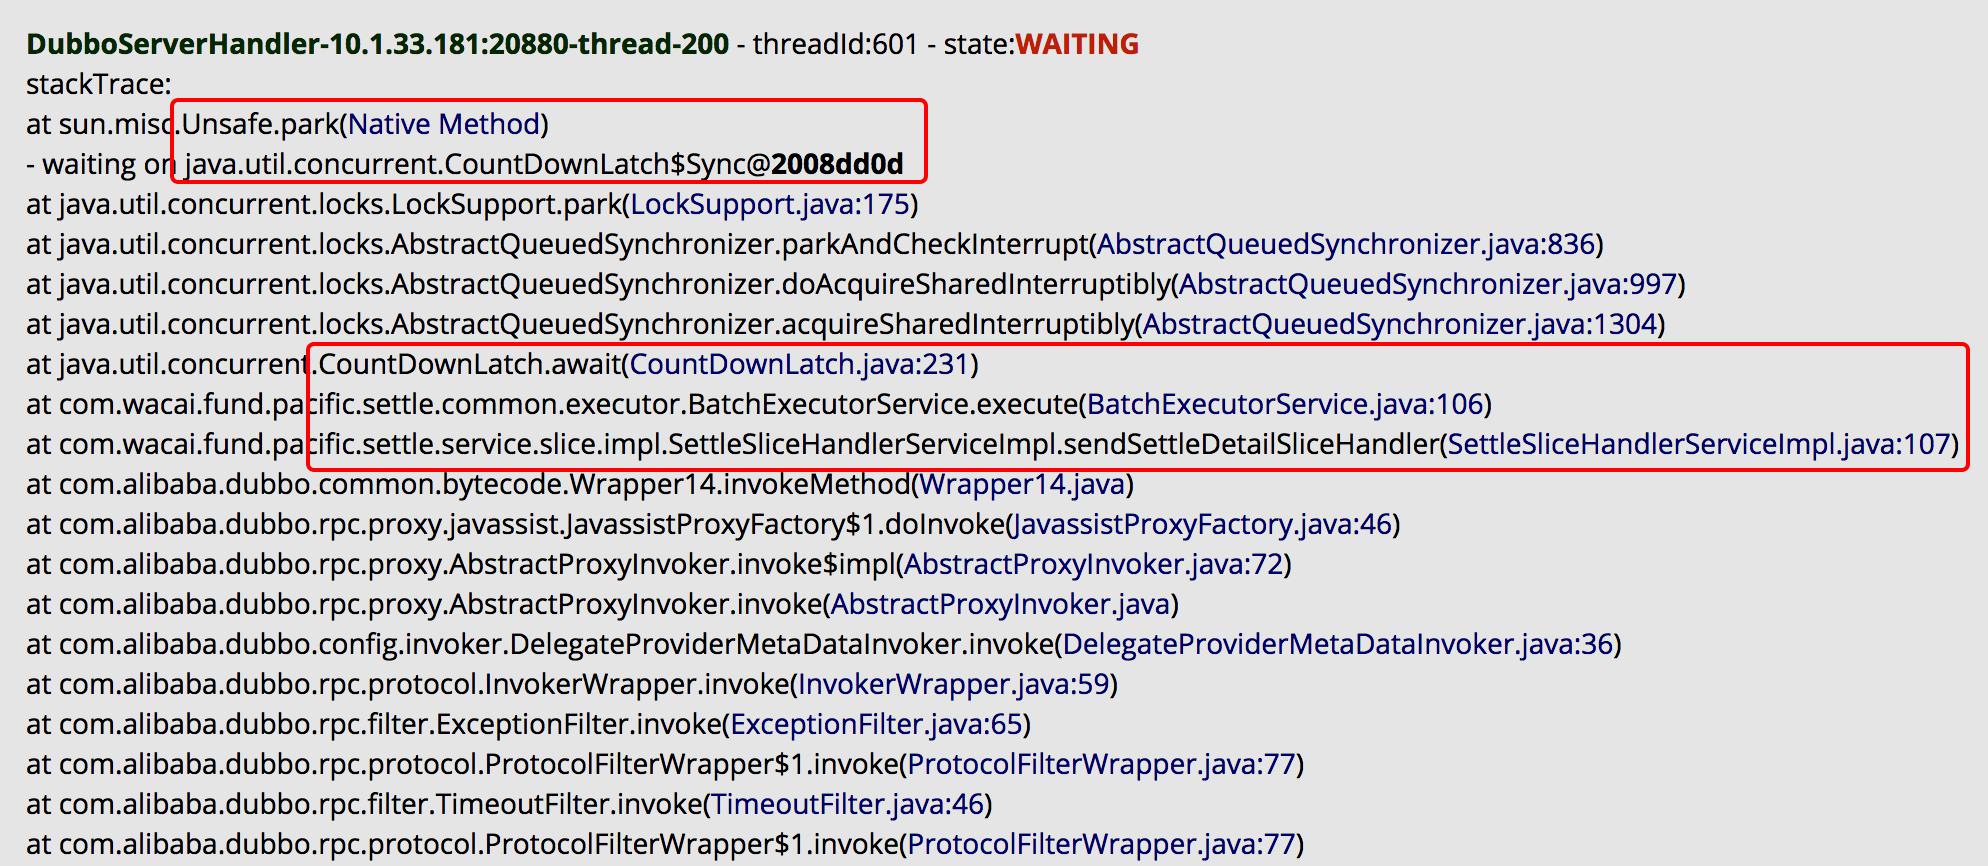 DubboServerHandler-10.1.33.181:20880-thread-200 - threadId:601 - state:WAITING
stackTrace:
at sun.misc.Unsafe.park(Native Method)
- waiting on java.util.concurrent.CountDownLatch$Sync@2008dd0d
at java.util.concurrent.locks.LockSupport.park(LockSupport.java:175)
at java.util.concurrent.locks.AbstractQueuedSynchronizer.parkAndCheckInterrupt(AbstractQueuedSynchronizer.java:836)
at java.util.concurrent.locks.AbstractQueuedSynchronizer.doAcquireSharedInterruptibly(AbstractQueuedSynchronizer.java:997)
at java.util.concurrent.locks.AbstractQueuedSynchronizer.acquireSharedInterruptibly(AbstractQueuedSynchronizer.java:1304)
at java.util.concurrent.CountDownLatch.await(CountDownLatch.java:231)
at com.wacai.fund.pacific.settle.common.executor.BatchExecutorService.execute(BatchExecutorService.java:106)
at com.wacai.fund.pacific.settle.service.slice.impl.SettleSliceHandlerServiceImpl.sendSettleDetailSliceHandler(SettleSliceHandlerServiceImpl.java:107)
at com.alibaba.dubbo.common.bytecode.Wrapper14.invokeMethod(Wrapper14.java)
at com.alibaba.dubbo.rpc.proxy.javassist.JavassistProxyFactory$1.doInvoke(JavassistProxyFactory.java:46)
at com.alibaba.dubbo.rpc.proxy.AbstractProxyInvoker.invoke$impl(AbstractProxyInvoker.java:72)
at com.alibaba.dubbo.rpc.proxy.AbstractProxyInvoker.invoke(AbstractProxyInvoker.java)
at com.alibaba.dubbo.config.invoker.DelegateProviderMetaDataInvoker.invoke(DelegateProviderMetaDataInvoker.java:36)
at com.alibaba.dubbo.rpc.protocol.InvokerWrapper.invoke(InvokerWrapper.java:59)
at com.alibaba.dubbo.rpc.filter.ExceptionFilter.invoke(ExceptionFilter.java:65)
at com.alibaba.dubbo.rpc.protocol.ProtocolFilterWrapper$1.invoke(ProtocolFilterWrapper.java:77)
at com.alibaba.dubbo.rpc.filter.TimeoutFilter.invoke(TimeoutFilter.java:46)
at com.alibaba.dubbo.rpc.protocol.ProtocolFilterWrapper$1.invoke(ProtocolFilterWrapper.java:77)